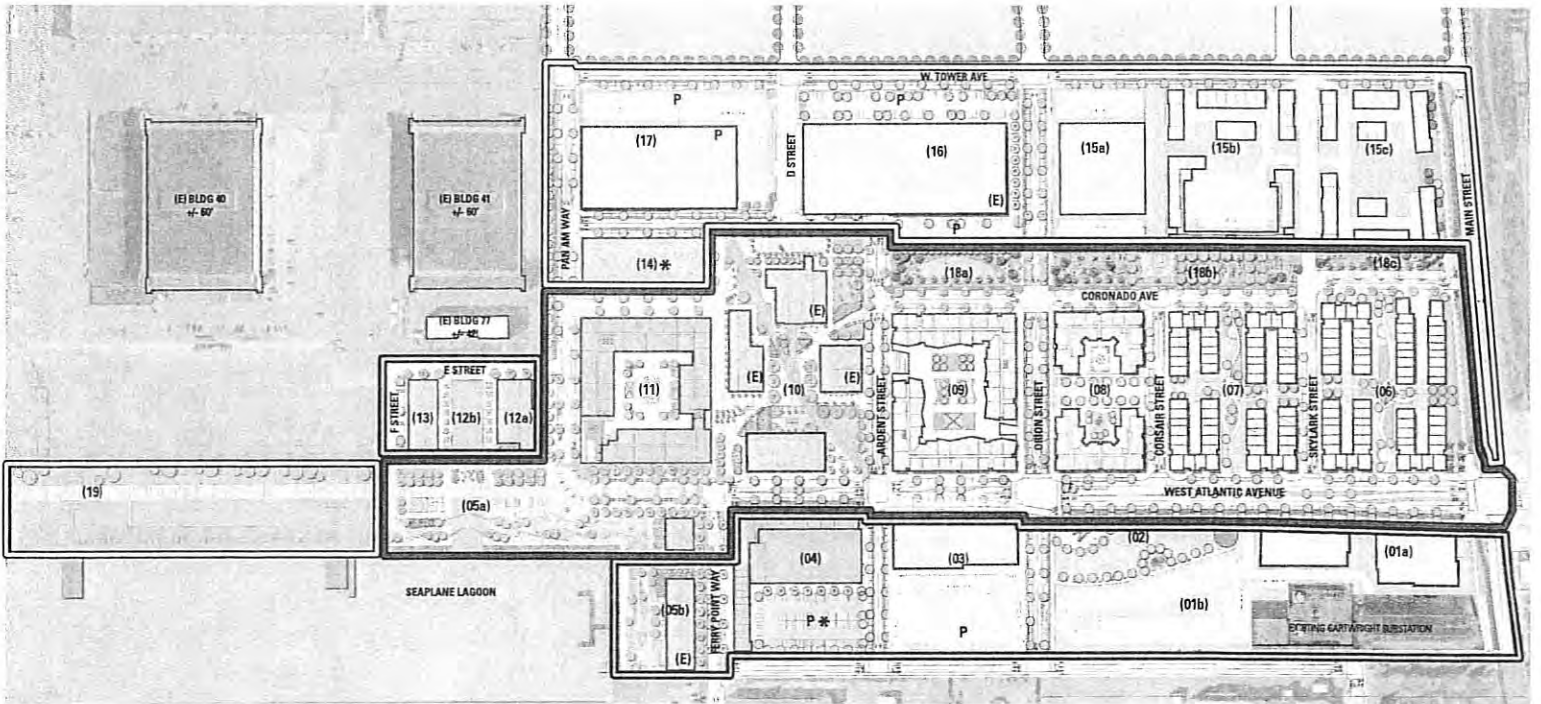 W. TOWER AVE
P
P
(17)
P
(16)
(15a)
(15b)
(15c)
D STREET
(E) BLDG 40
+/- 60'
(E) BLDG 41
+/- 60'
(E)
MAIN STREET
PAN AM WAY
P
(14)*
(18a)
(18b)
(18c)
CORONADO AVE
(E)
(E) BLDG 77
+/- 42'
E STREET
(E)
(E)
F STREET
(13)
(12b)
(12a)
(11)
(10)
ARDENT STREET
(09)
ORION STREET
(08)
CORSAIR STREET
(07)
SKYLARK STREET
(06)
(19)
(05a)
WEST ATLANTIC AVENUE
(02)
(04)
(03)
(01a)
SEAPLANE LAGOON
(05b)
FERRY POINT WAY
P *
P
(01b)
EXISTING CARTWRIGHT SUBSTATION
(E)